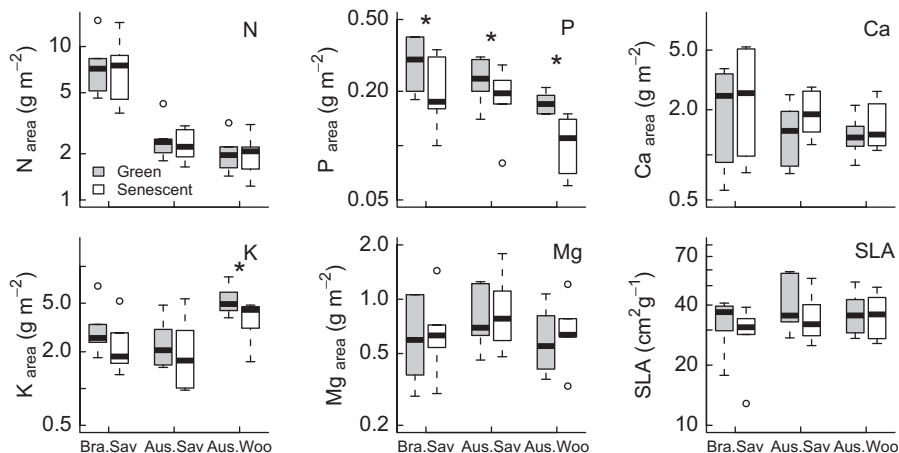 N
N area (g m⁻²)
10
5
2
1
Green
Senescent
P
P area (g m⁻²)
0.50
0.20
0.05
*
*
*
Ca
Ca area (g m⁻²)
5.0
2.0
0.5
K
K area (g m⁻²)
5.0
2.0
0.5
*
Bra.Sav Aus.Sav Aus.Woo
Mg
Mg area (g m⁻²)
2.0
1.0
0.5
0.2
Bra.Sav Aus.Sav Aus.Woo
SLA
SLA (cm²g⁻¹)
70
40
20
10
Bra.Sav Aus.Sav Aus.Woo